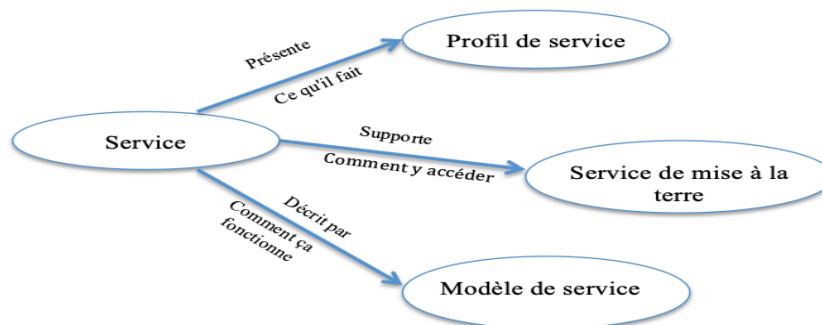 Profil de service
Présente
Ce qu'il fait
Service
Supporte
Comment y accéder
Service de mise à la
terre
Décrit par
Comment ça
fonctionne
Modèle de service